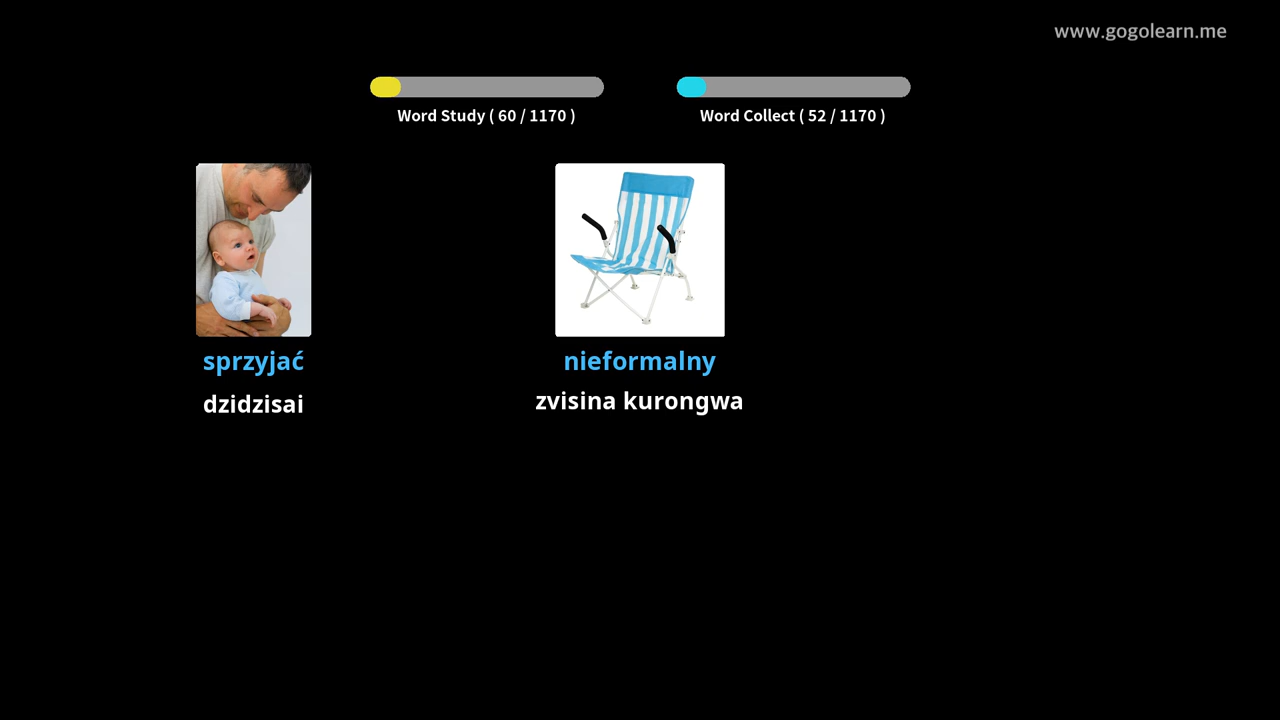 www.gogolearn.me
Word Study ( 60 / 1170 )
Word Collect ( 52 / 1170 )
sprzyjać
nieformalny
dzidzisai
zvisina kurongwa